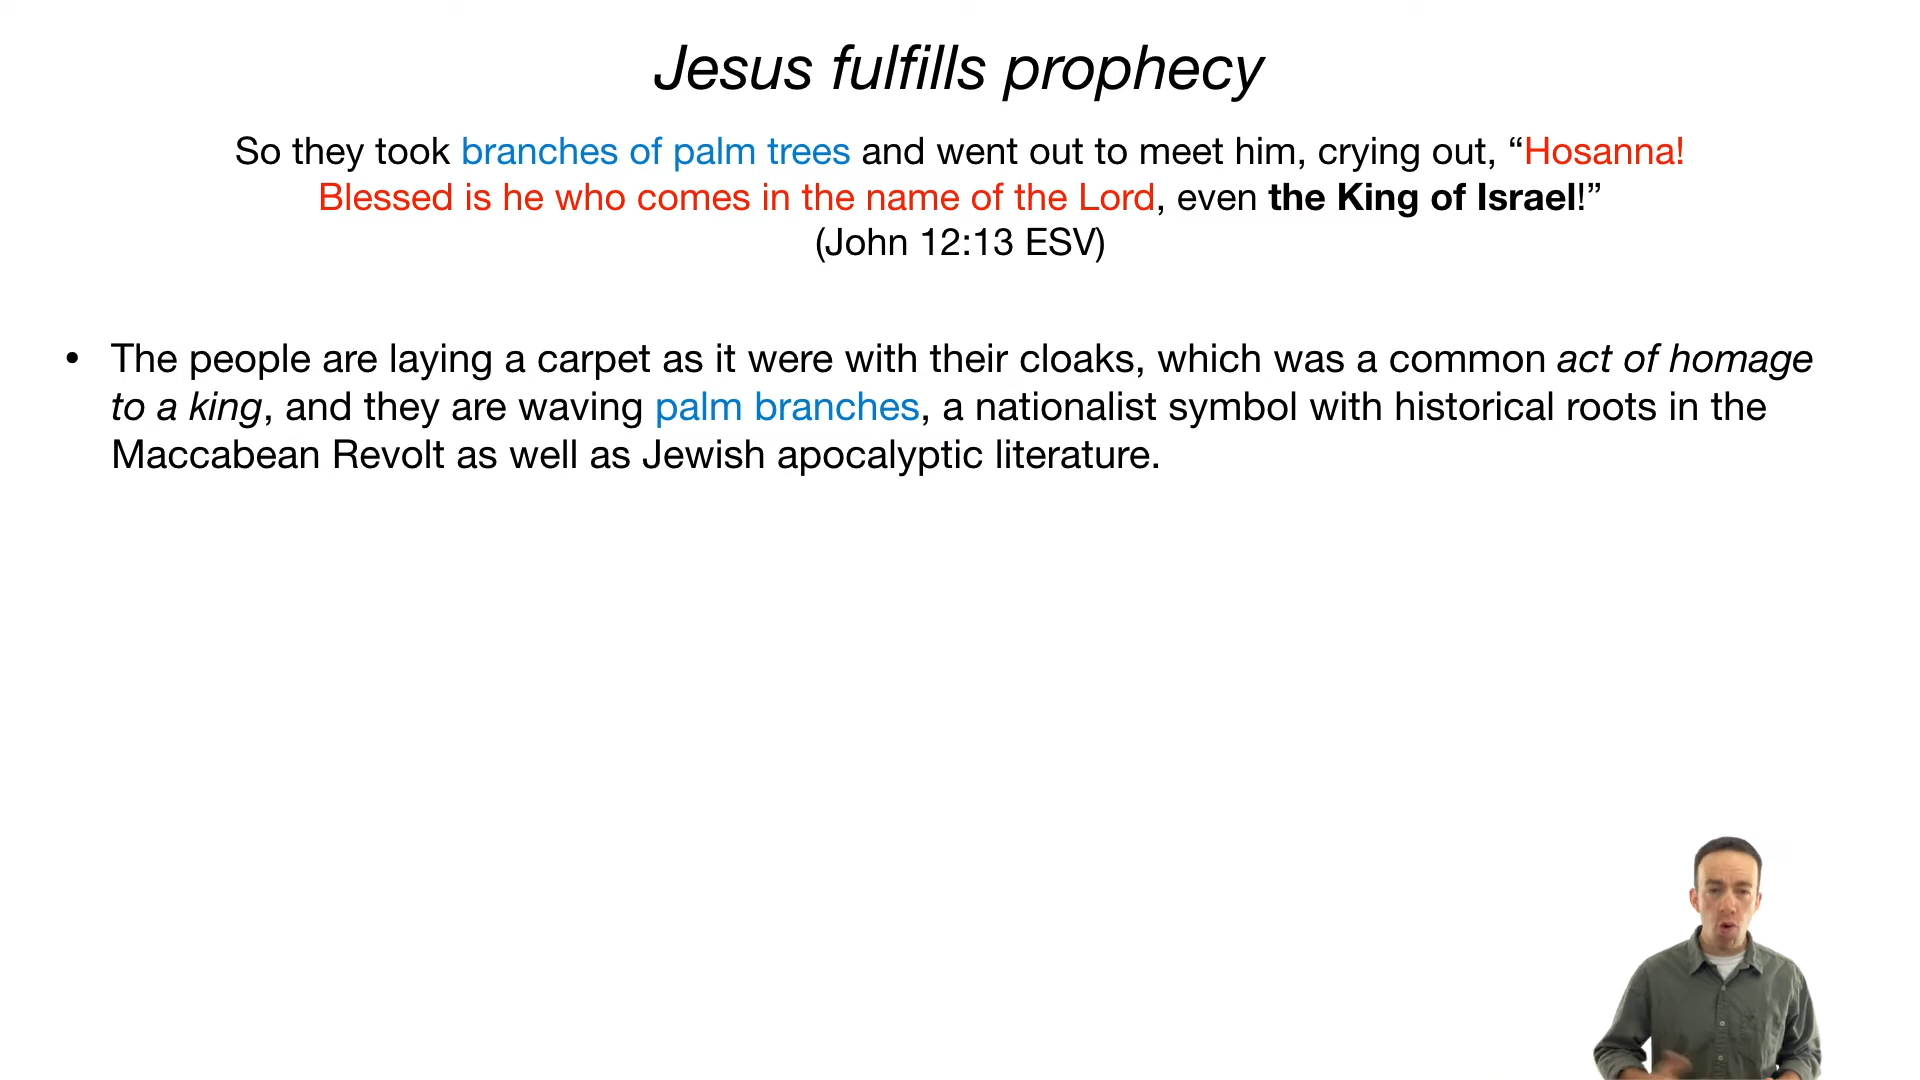 Jesus fulfills prophecy
So they took branches of palm trees and went out to meet him, crying out, “Hosanna!
Blessed is he who comes in the name of the Lord, even the King of Israel!”
(John 12:13 ESV)
• The people are laying a carpet as it were with their cloaks, which was a common act of homage
to a king, and they are waving palm branches, a nationalist symbol with historical roots in the
Maccabean Revolt as well as Jewish apocalyptic literature.